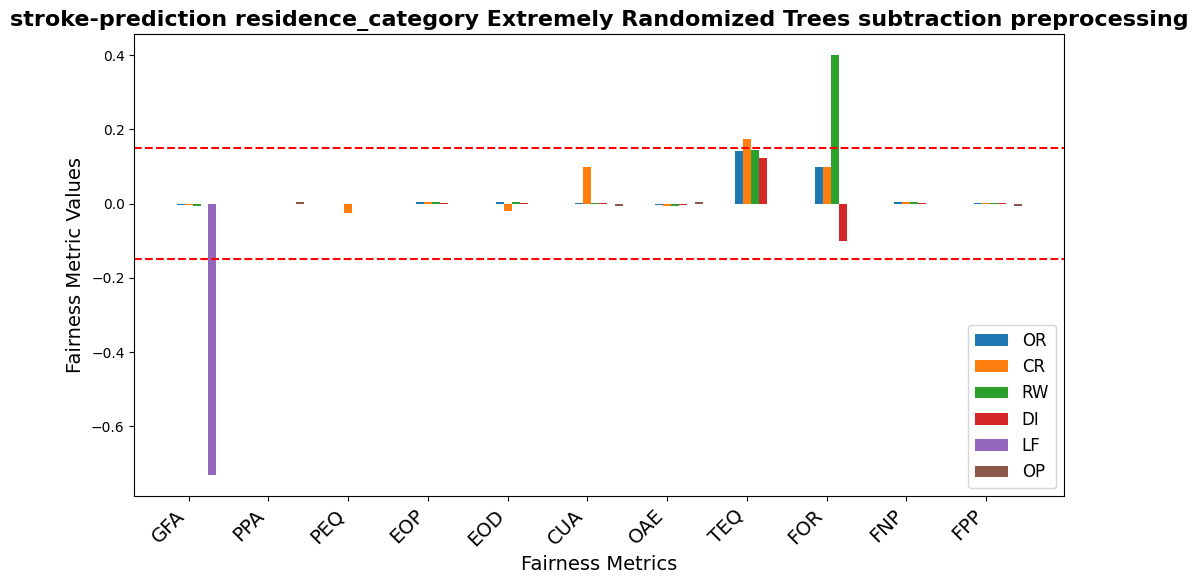 stroke-prediction residence_category Extremely Randomized Trees subtraction preprocessing
Fairness Metric Values
0.4
0.2
0.0
−0.2
−0.4
−0.6
OR
CR
RW
DI
LF
OP
GFA
PPA
PEQ
EOP
EOD
CUA
OAE
TEQ
FOR
FNP
FPP
Fairness Metrics